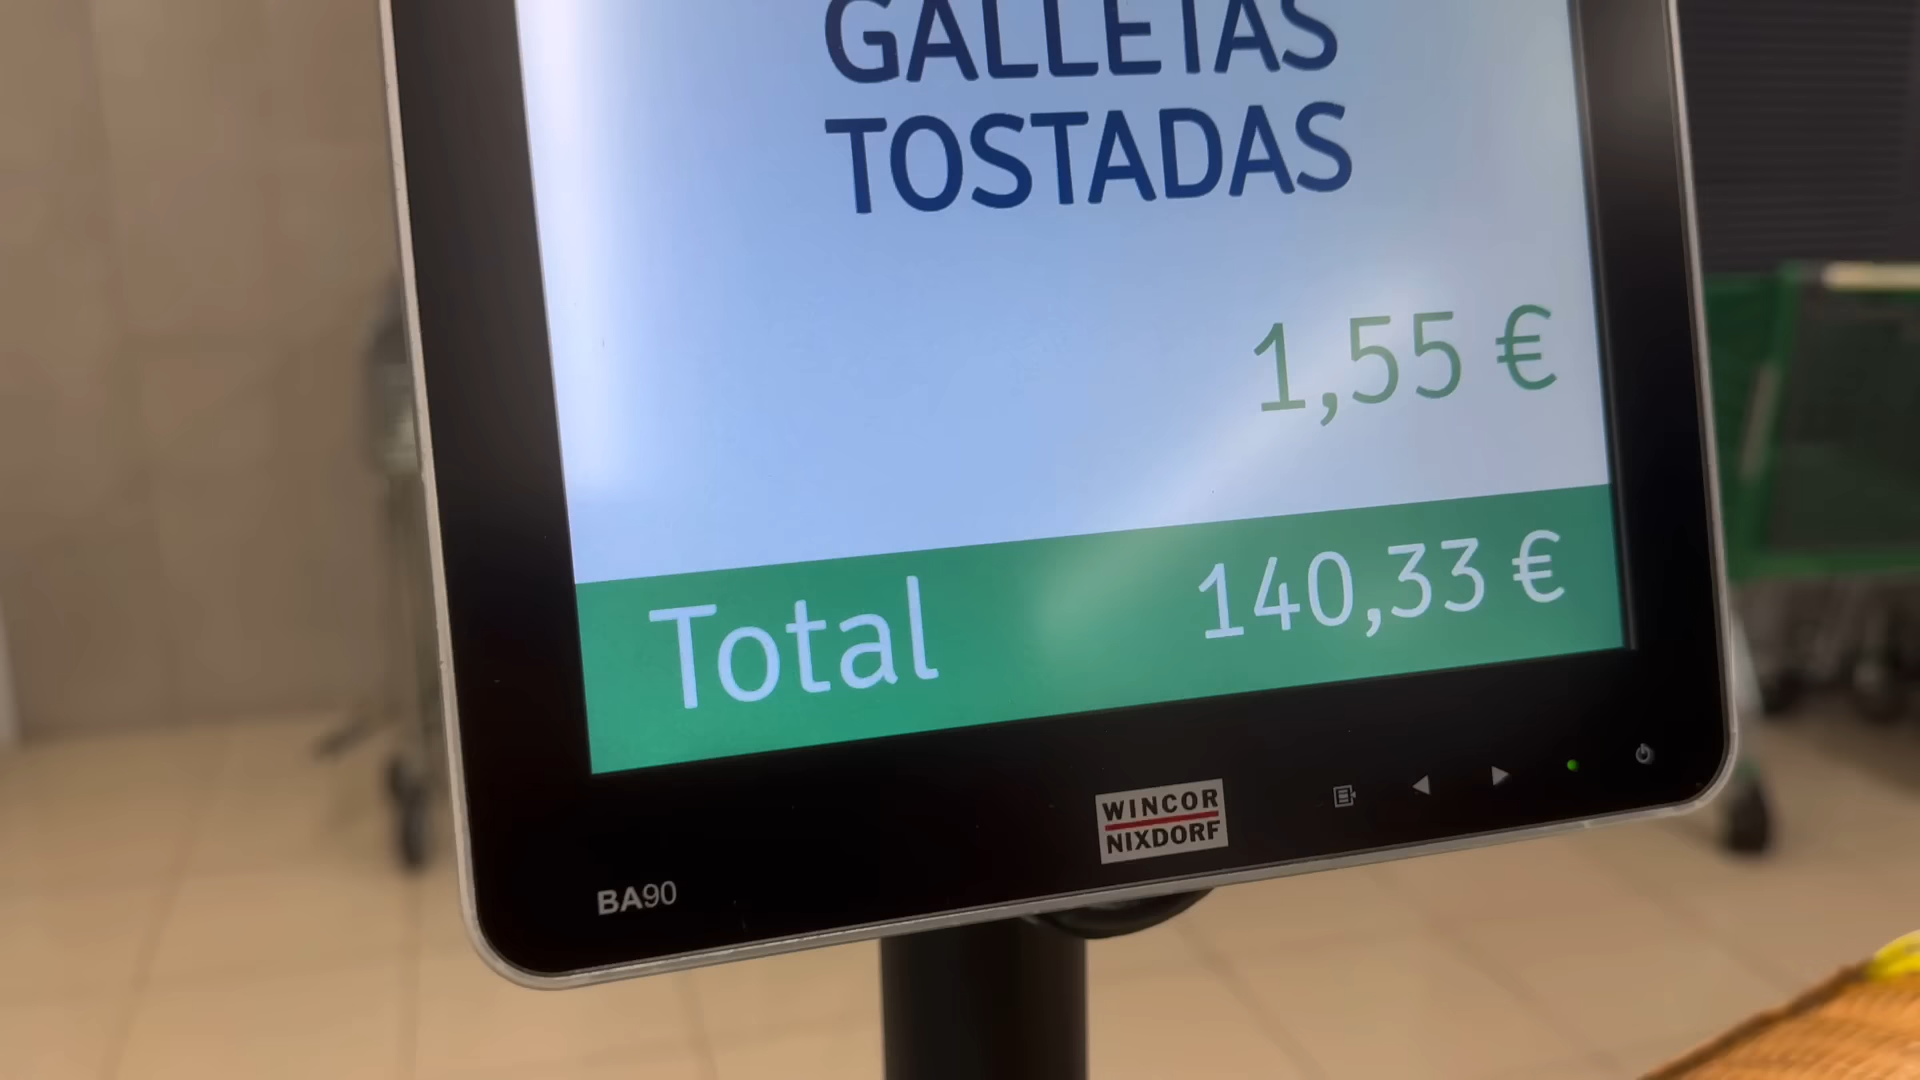 GALLETAS
TOSTADAS
1,55 €
Total 140,33 €
WINCOR
NIXDORF
BA90